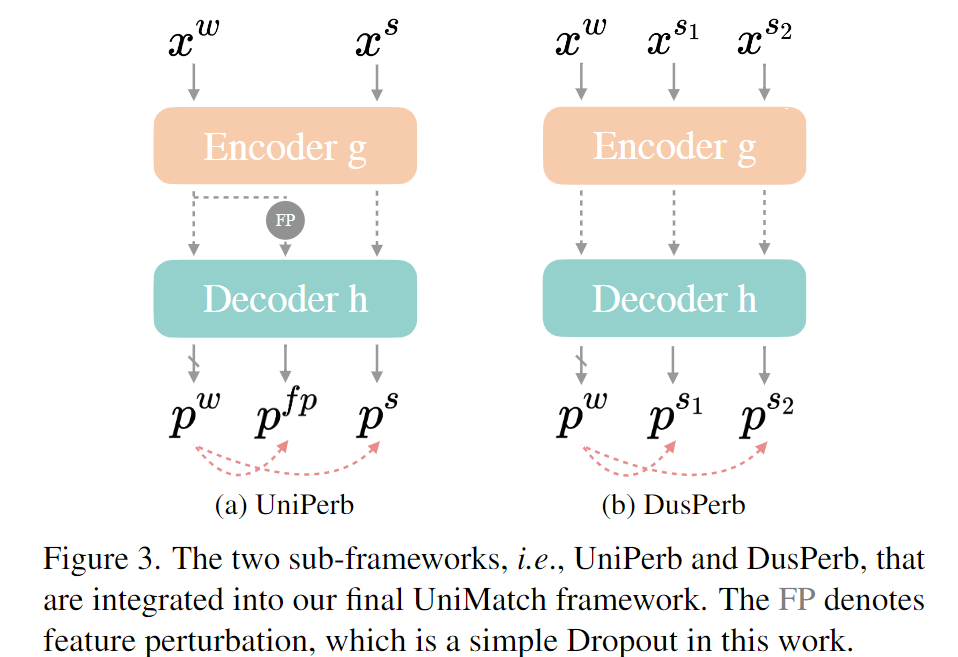 x^w x^s x^w x^{s_1} x^{s_2}
Encoder g Encoder g
FP
Decoder h Decoder h
p^w p^{fp} p^s p^w p^{s_1} p^{s_2}
(a) UniPerb (b) DusPerb
Figure 3. The two sub-frameworks, i.e., UniPerb and DusPerb, that
are integrated into our final UniMatch framework. The FP denotes
feature perturbation, which is a simple Dropout in this work.